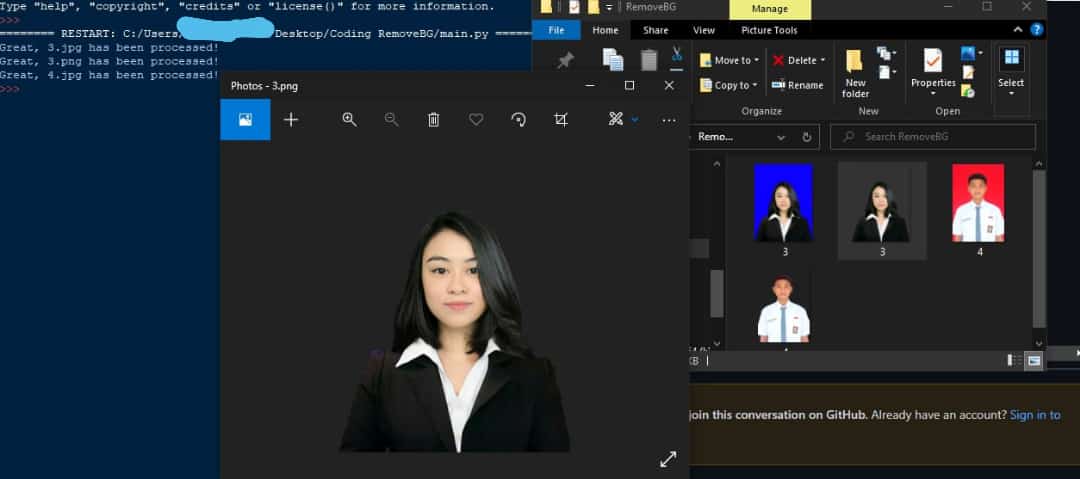 Type "help", "copyright", "credits" or "license()" for more information.
>>>
======== RESTART: C:/Users/ Desktop/Coding RemoveBG/main.py ======
Great, 3.jpg has been processed!
Great, 3.png has been processed!
Great, 4.jpg has been processed!
>>>
Photos - 3.png
RemoveBG
Manage
File
Home
Share
View
Picture Tools
Move to
Copy to
Delete
Rename
New
folder
Properties
Select
Organize
New
Open
Remo...
Search RemoveBG
3
3
4
KB
join this conversation on GitHub. Already have an account? Sign in to